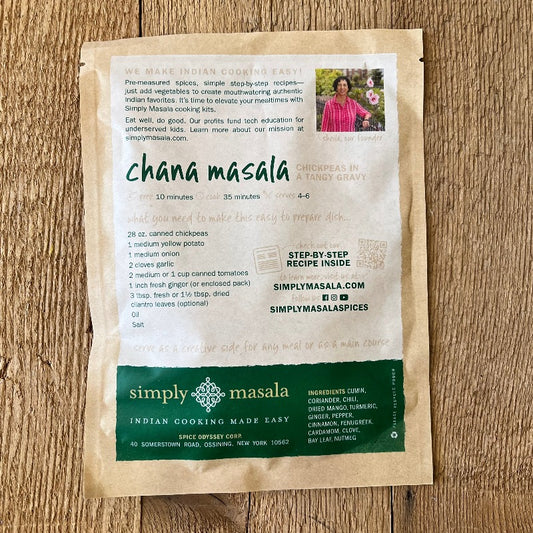 WE MAKE INDIAN COOKING EASY!
Pre-measured spices, simple step-by-step recipes—
just add vegetables to create mouthwatering authentic
Indian favorites. It's time to elevate your mealtimes with
Simply Masala cooking kits.
Eat well, do good. Our profits fund tech education for
underserved kids. Learn more about our mission at
simplymasala.com.
sheila, our founder
chana masala
CHICKPEAS IN
A TANGY GRAVY
prep 10 minutes cook 35 minutes serves 4–6
what you need to make this easy to prepare dish...
28 oz. canned chickpeas
1 medium yellow potato
1 medium onion
2 cloves garlic
2 medium or 1 cup canned tomatoes
1 inch fresh ginger (or enclosed pack)
3 tbsp. fresh or 1½ tbsp, dried
cilantro leaves (optional)
Oil
Salt
check out our
STEP-BY-STEP
RECIPE INSIDE
to learn more visit us at
SIMPLYMASALA.COM
follow us
SIMPLYMASALASPICES
serve as a creative side for any meal or as a main course
simply masala
INDIAN COOKING MADE EASY
SPICE ODYSSEY CORP.
40 SOMERSTOWN ROAD, OSSINING, NEW YORK 10562
INGREDIENTS CUMIN,
CORIANDER, CHILI,
DRIED MANGO, TURMERIC,
GINGER, PEPPER,
CINNAMON, FENUGREEK,
CARDAMOM, CLOVE,
BAY LEAF, NUTMEG